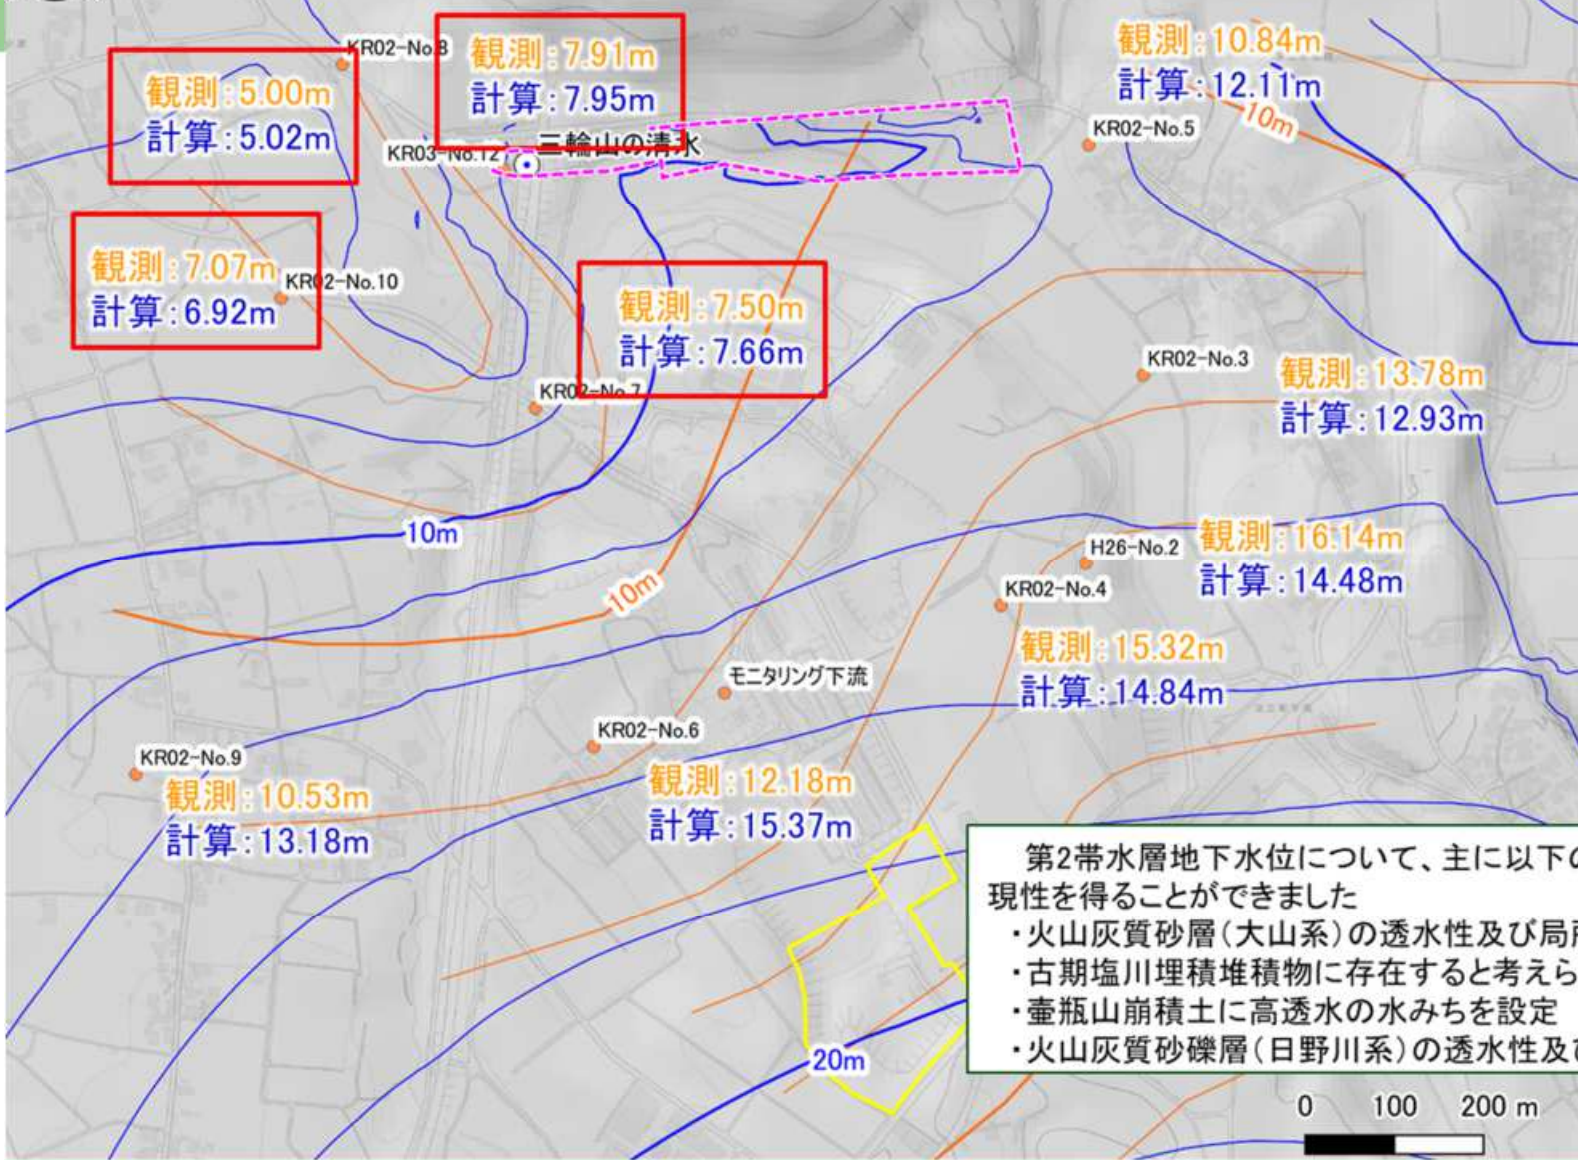 KR02-No.8
観測:7.91m
計算:7.95m
観測:10.84m
計算:12.11m
観測:5.00m
計算:5.02m
10m
KR02-No.5
KR03-No.12
三輪山の清水
観測:7.07m
計算:6.92m
KR02-No.10
観測:7.50m
計算:7.66m
KR02-No.3
観測:13.78m
計算:12.93m
KR02-No.7
10m
H26-No.2
観測:16.14m
計算:14.48m
10m
KR02-No.4
観測:15.32m
計算:14.84m
モニタリング下流
KR02-No.6
KR02-No.9
観測:10.53m
計算:13.18m
観測:12.18m
計算:15.37m
第2帯水層地下水位について、主に以下の
現性を得ることができました
・火山灰質砂層(大山系)の透水性及び局
・古期塩川埋積堆積物に存在すると考えら
・壷瓶山崩積土に高透水の水みちを設定
・火山灰質砂礫層(日野川系)の透水性及び
20m
0 100 200 m